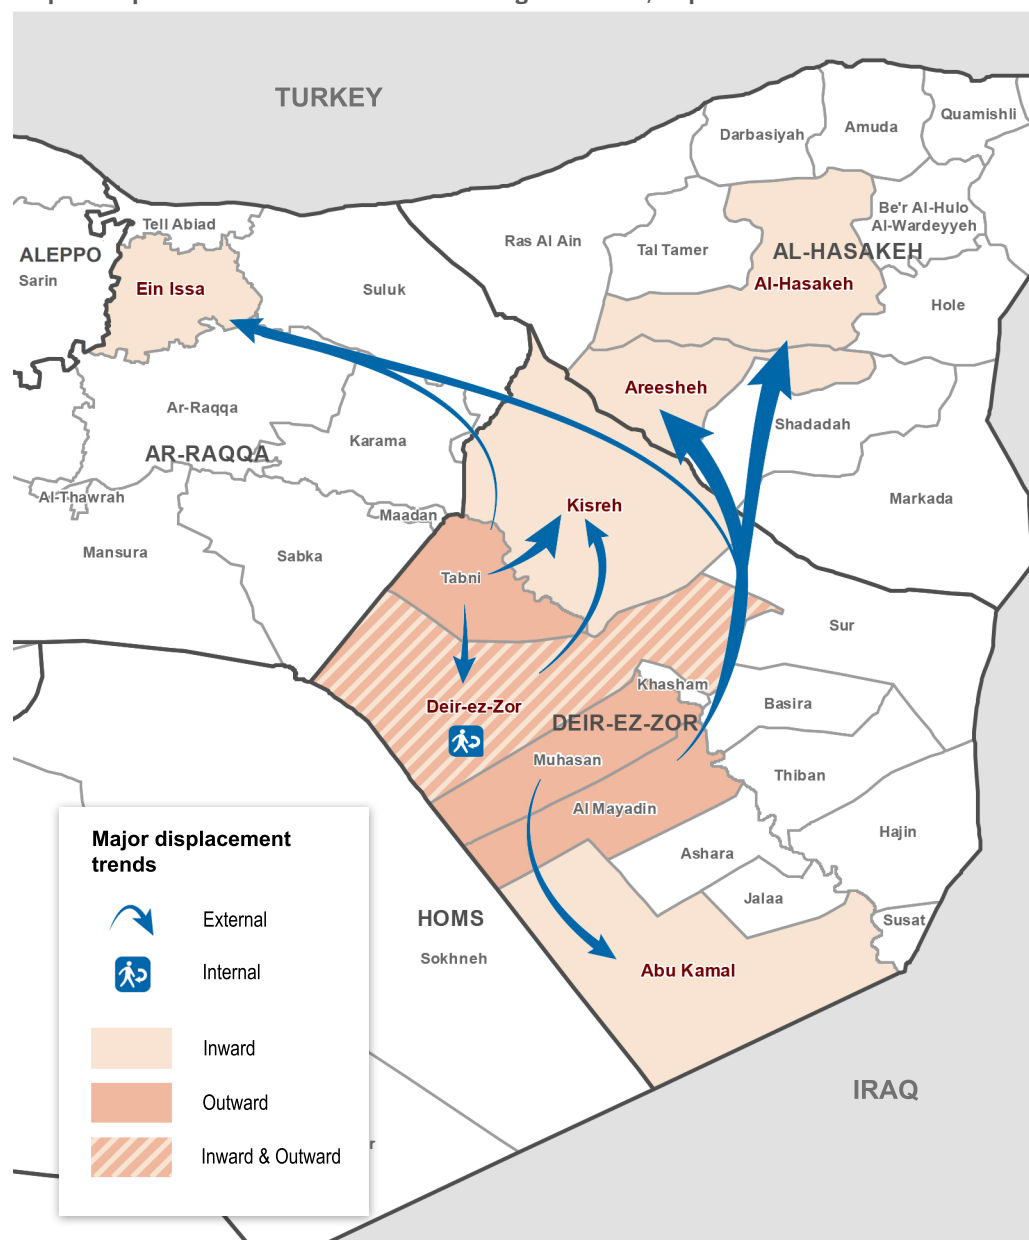 TURKEY
Darbasiyah
Amuda
Quamishli
Tell Abiad
Be'r Al-Hulo
Al-Wardeyyeh
ALEPPO
Sarin
Ein Issa
Suluk
Ras Al Ain
Tal Tamer
AL-HASAKEH
Al-Hasakeh
Hole
Areesheh
Ar-Raqqa
AR-RAQQA
Karama
Shadadah
Al-Thawrah
Maadan
Kisreh
Markada
Mansura
Sabka
Tabni
Sur
Khasham
Deir-ez-Zor
DEIR-EZ-ZOR
Basira
Muhasan
Thiban
Al Mayadin
Hajin
Ashara
Jalaa
Susat
HOMS
Sokhneh
Abu Kamal
IRAQ
Major displacement
trends
External
Internal
Inward
Outward
Inward & Outward